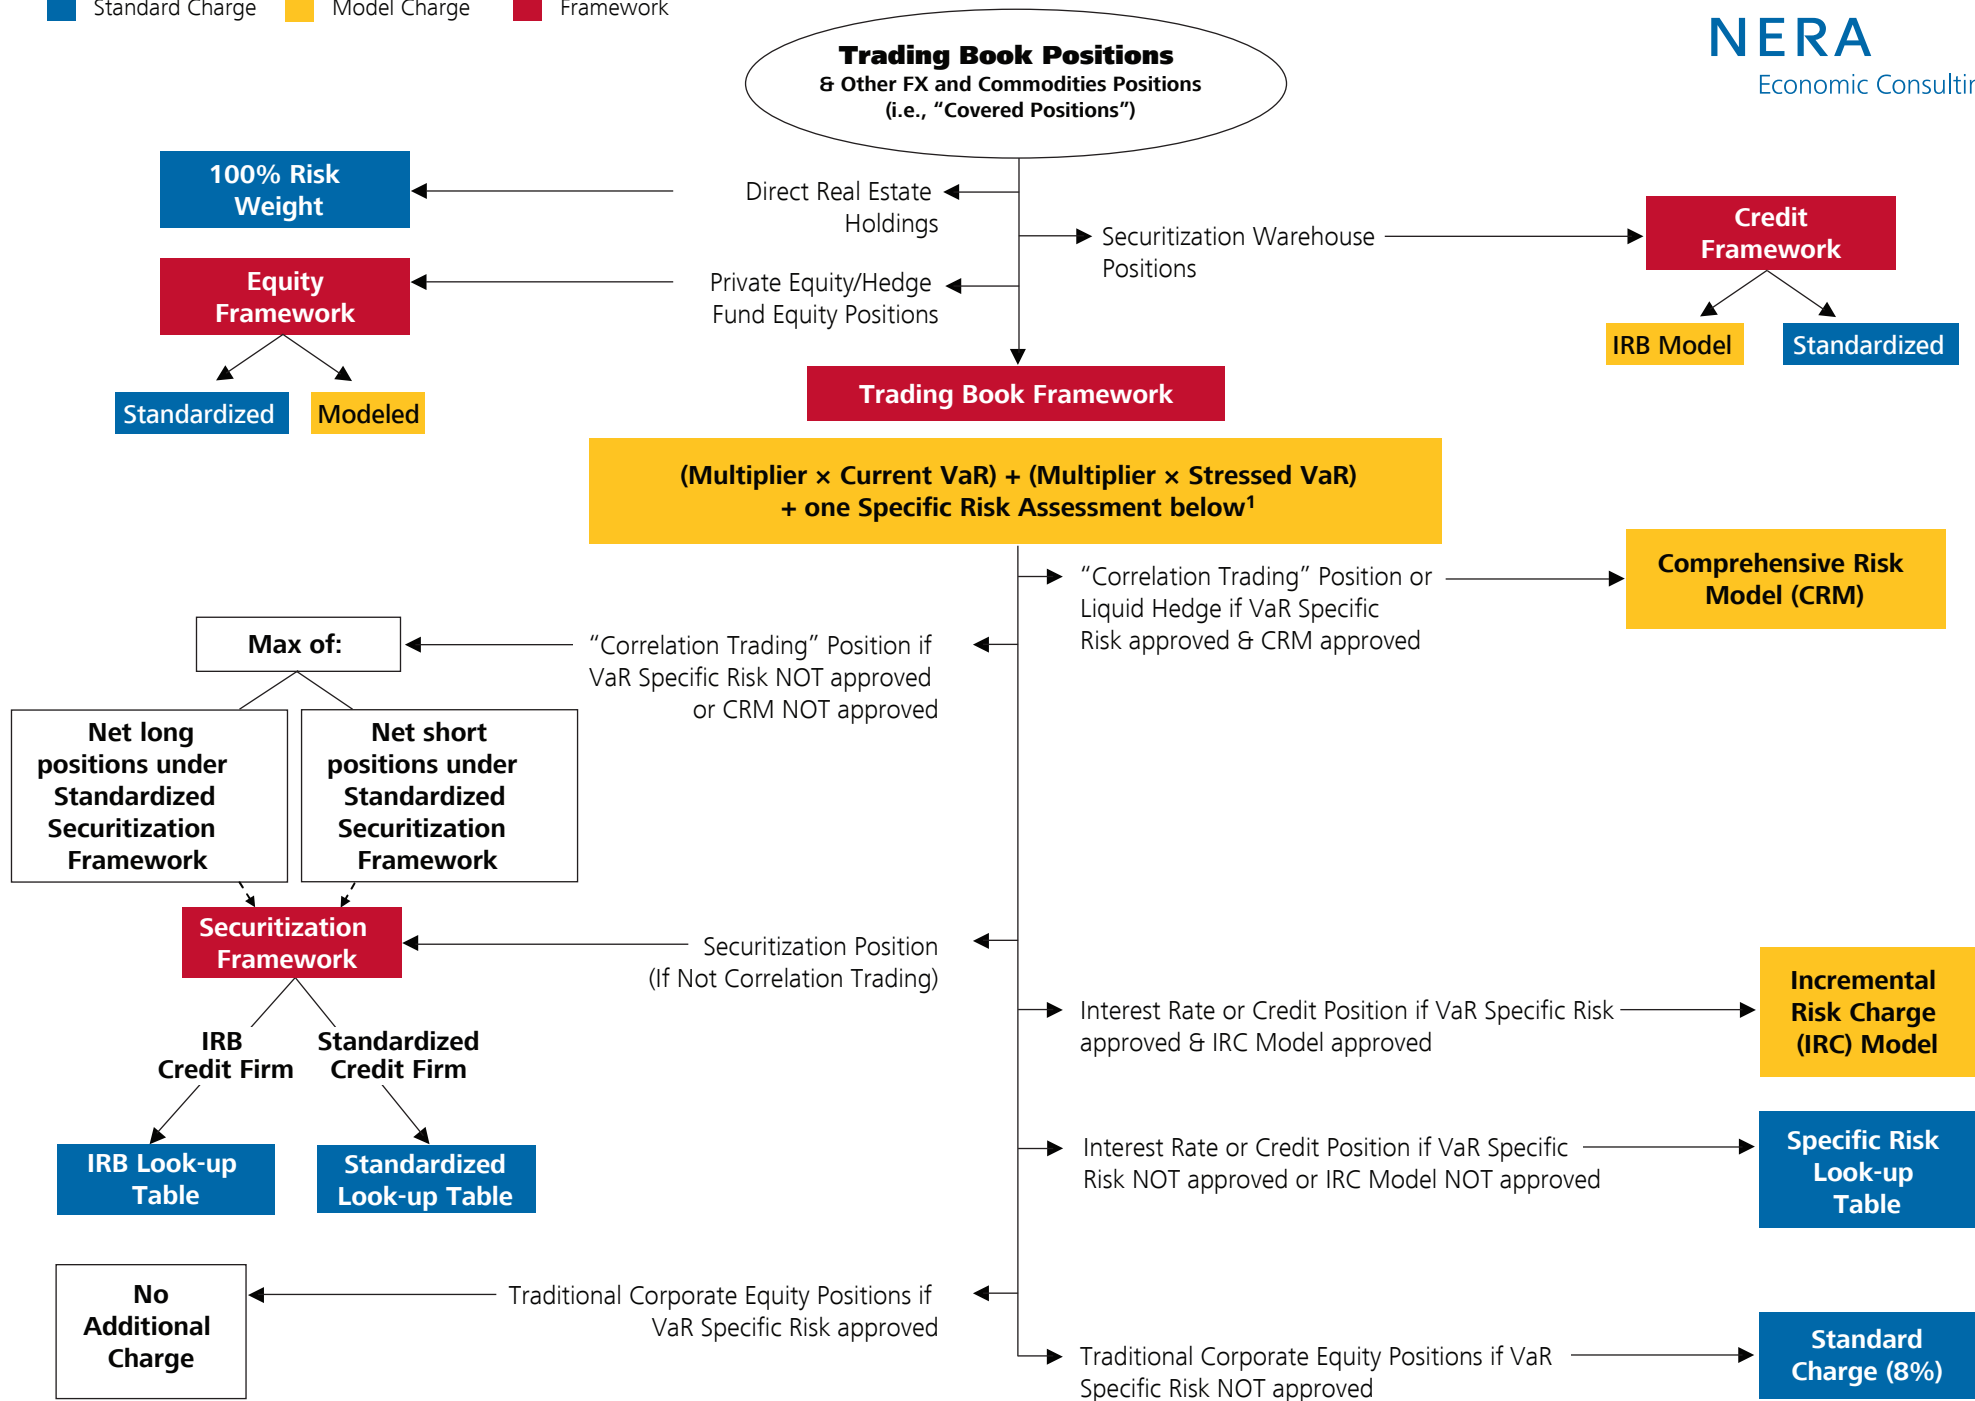 Standard Charge
Model Charge
Framework
NERA
Economic Consultin
Trading Book Positions
& Other FX and Commodities Positions
(i.e., “Covered Positions”)
100% Risk
Weight
Direct Real Estate
Holdings
Securitization Warehouse
Positions
Credit
Framework
Equity
Framework
Private Equity/Hedge
Fund Equity Positions
IRB Model
Standardized
Standardized
Modeled
Trading Book Framework
(Multiplier × Current VaR) + (Multiplier × Stressed VaR)
+ one Specific Risk Assessment below¹
“Correlation Trading” Position or
Liquid Hedge if VaR Specific
Risk approved & CRM approved
Comprehensive Risk
Model (CRM)
Max of:
“Correlation Trading” Position if
VaR Specific Risk NOT approved
or CRM NOT approved
Net long
positions under
Standardized
Securitization
Framework
Net short
positions under
Standardized
Securitization
Framework
Securitization
Framework
Securitization Position
(If Not Correlation Trading)
IRB
Credit Firm
Standardized
Credit Firm
Interest Rate or Credit Position if VaR Specific Risk
approved & IRC Model approved
Incremental
Risk Charge
(IRC) Model
IRB Look-up
Table
Standardized
Look-up Table
Interest Rate or Credit Position if VaR Specific
Risk NOT approved or IRC Model NOT approved
Specific Risk
Look-up
Table
No
Additional
Charge
Traditional Corporate Equity Positions if
VaR Specific Risk approved
Traditional Corporate Equity Positions if VaR
Specific Risk NOT approved
Standard
Charge (8%)